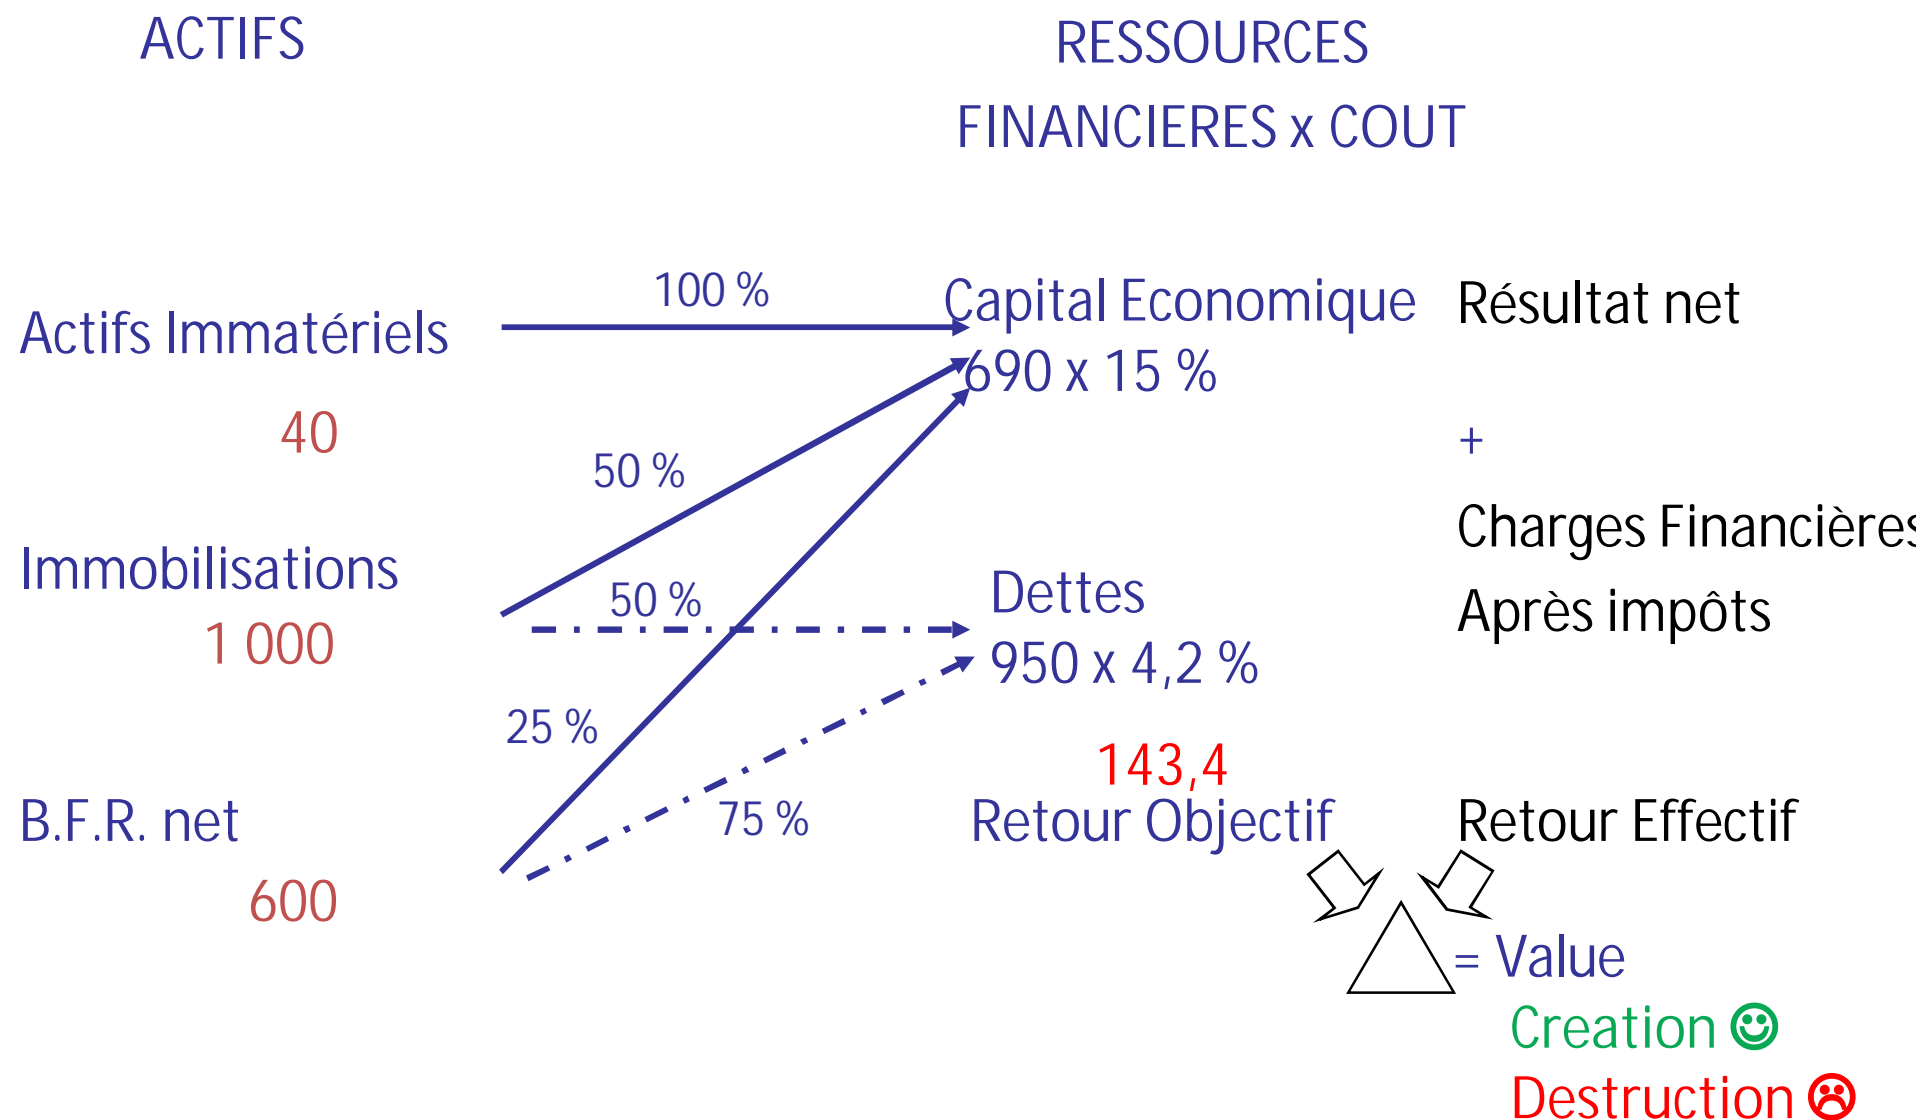 ACTIFS
RESSOURCES
FINANCIERES x COUT
Actifs Immatériels
40
100 %
Capital Economique
690 x 15 %
Résultat net
+
50 %
Immobilisations
1 000
50 %
Dettes
950 x 4,2 %
Charges Financières
Après impôts
25 %
75 %
B.F.R. net
600
143,4
Retour Objectif
Retour Effectif
= Value
Creation ☺
Destruction ☹